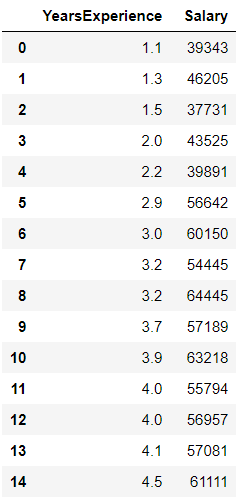 YearsExperience Salary
0 1.1 39343
1 1.3 46205
2 1.5 37731
3 2.0 43525
4 2.2 39891
5 2.9 56642
6 3.0 60150
7 3.2 54445
8 3.2 64445
9 3.7 57189
10 3.9 63218
11 4.0 55794
12 4.0 56957
13 4.1 57081
14 4.5 61111